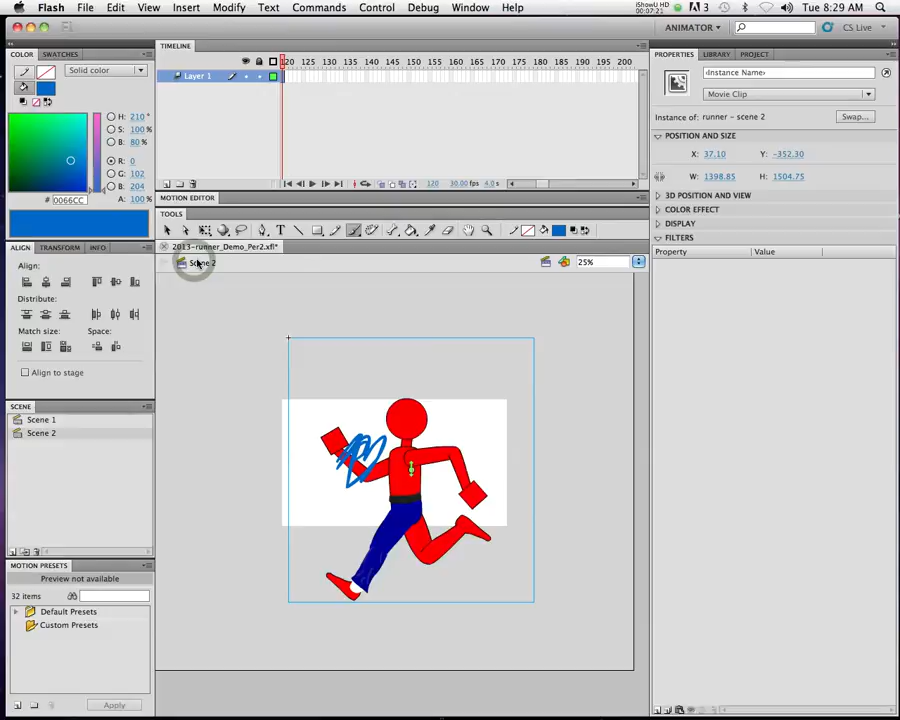 Flash File Edit View Insert Modify Text Commands Control Debug Window Help iShowU HD 00:07:21 3 Tue 8:29 AM
ANIMATOR CS Live
COLOR SWATCHES
Solid color
H: 210 °
S: 100 %
B: 80 %
R: 0
G: 102
B: 204
# 0066CC A: 100 %
TIMELINE
120 125 130 135 140 145 150 155 160 165 170 175 180 185 190 195 200
Layer 1
120 30.00 fps 4.0 s
MOTION EDITOR
TOOLS
2013-runner_Demo_Per2.xfl*
Scene 2
25%
ALIGN TRANSFORM INFO
Align:
Distribute:
Match size: Space:
Align to stage
SCENE
Scene 1
Scene 2
MOTION PRESETS
Preview not available
32 items
Default Presets
Custom Presets
Apply
PROPERTIES LIBRARY PROJECT
<Instance Name>
Movie Clip
Instance of: runner - scene 2 Swap...
POSITION AND SIZE
X: 37.10 Y: -352.30
W: 1398.85 H: 1504.75
3D POSITION AND VIEW
COLOR EFFECT
DISPLAY
FILTERS
Property Value